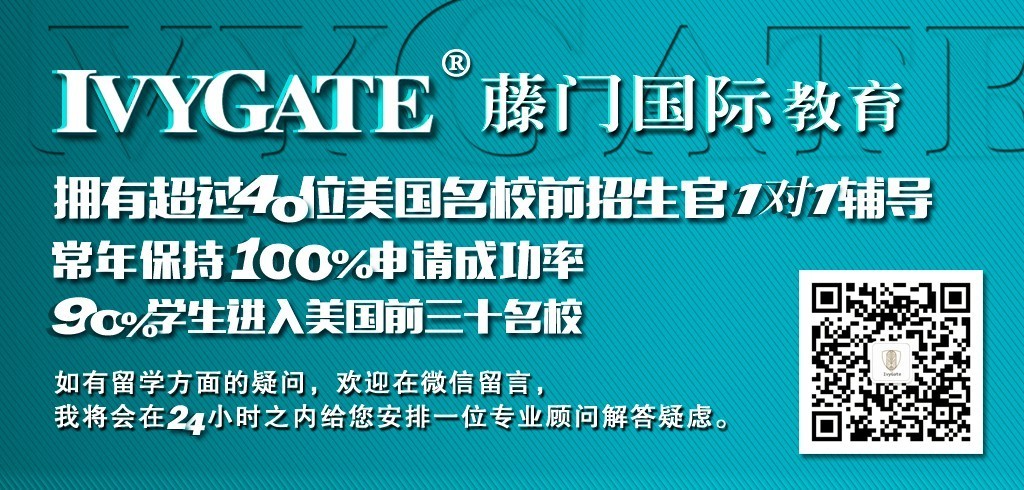 IVYGATE® 藤门国际教育
拥有超过40位美国名校前招生官1对1辅导
常年保持100%申请成功率
90%学生进入美国前三十名校
如有留学方面的疑问，欢迎在微信留言，
我将会在24小时之内给您安排一位专业顾问解答疑虑。
IvyGate